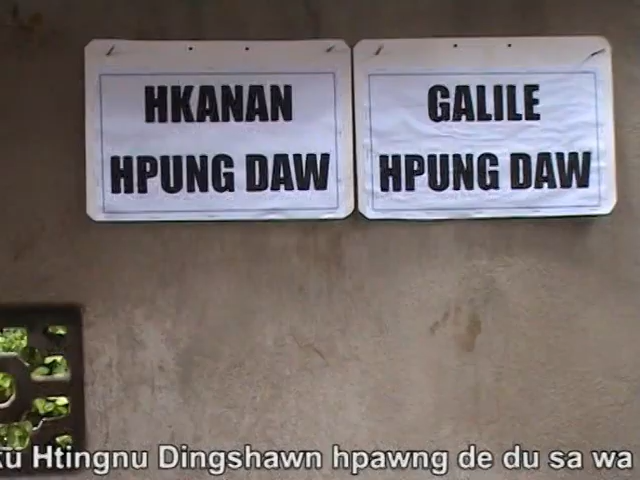 HKANAN
HPUNG DAW
GALILE
HPUNG DAW
Htingnu Dingshawn hpawng de du sa wa